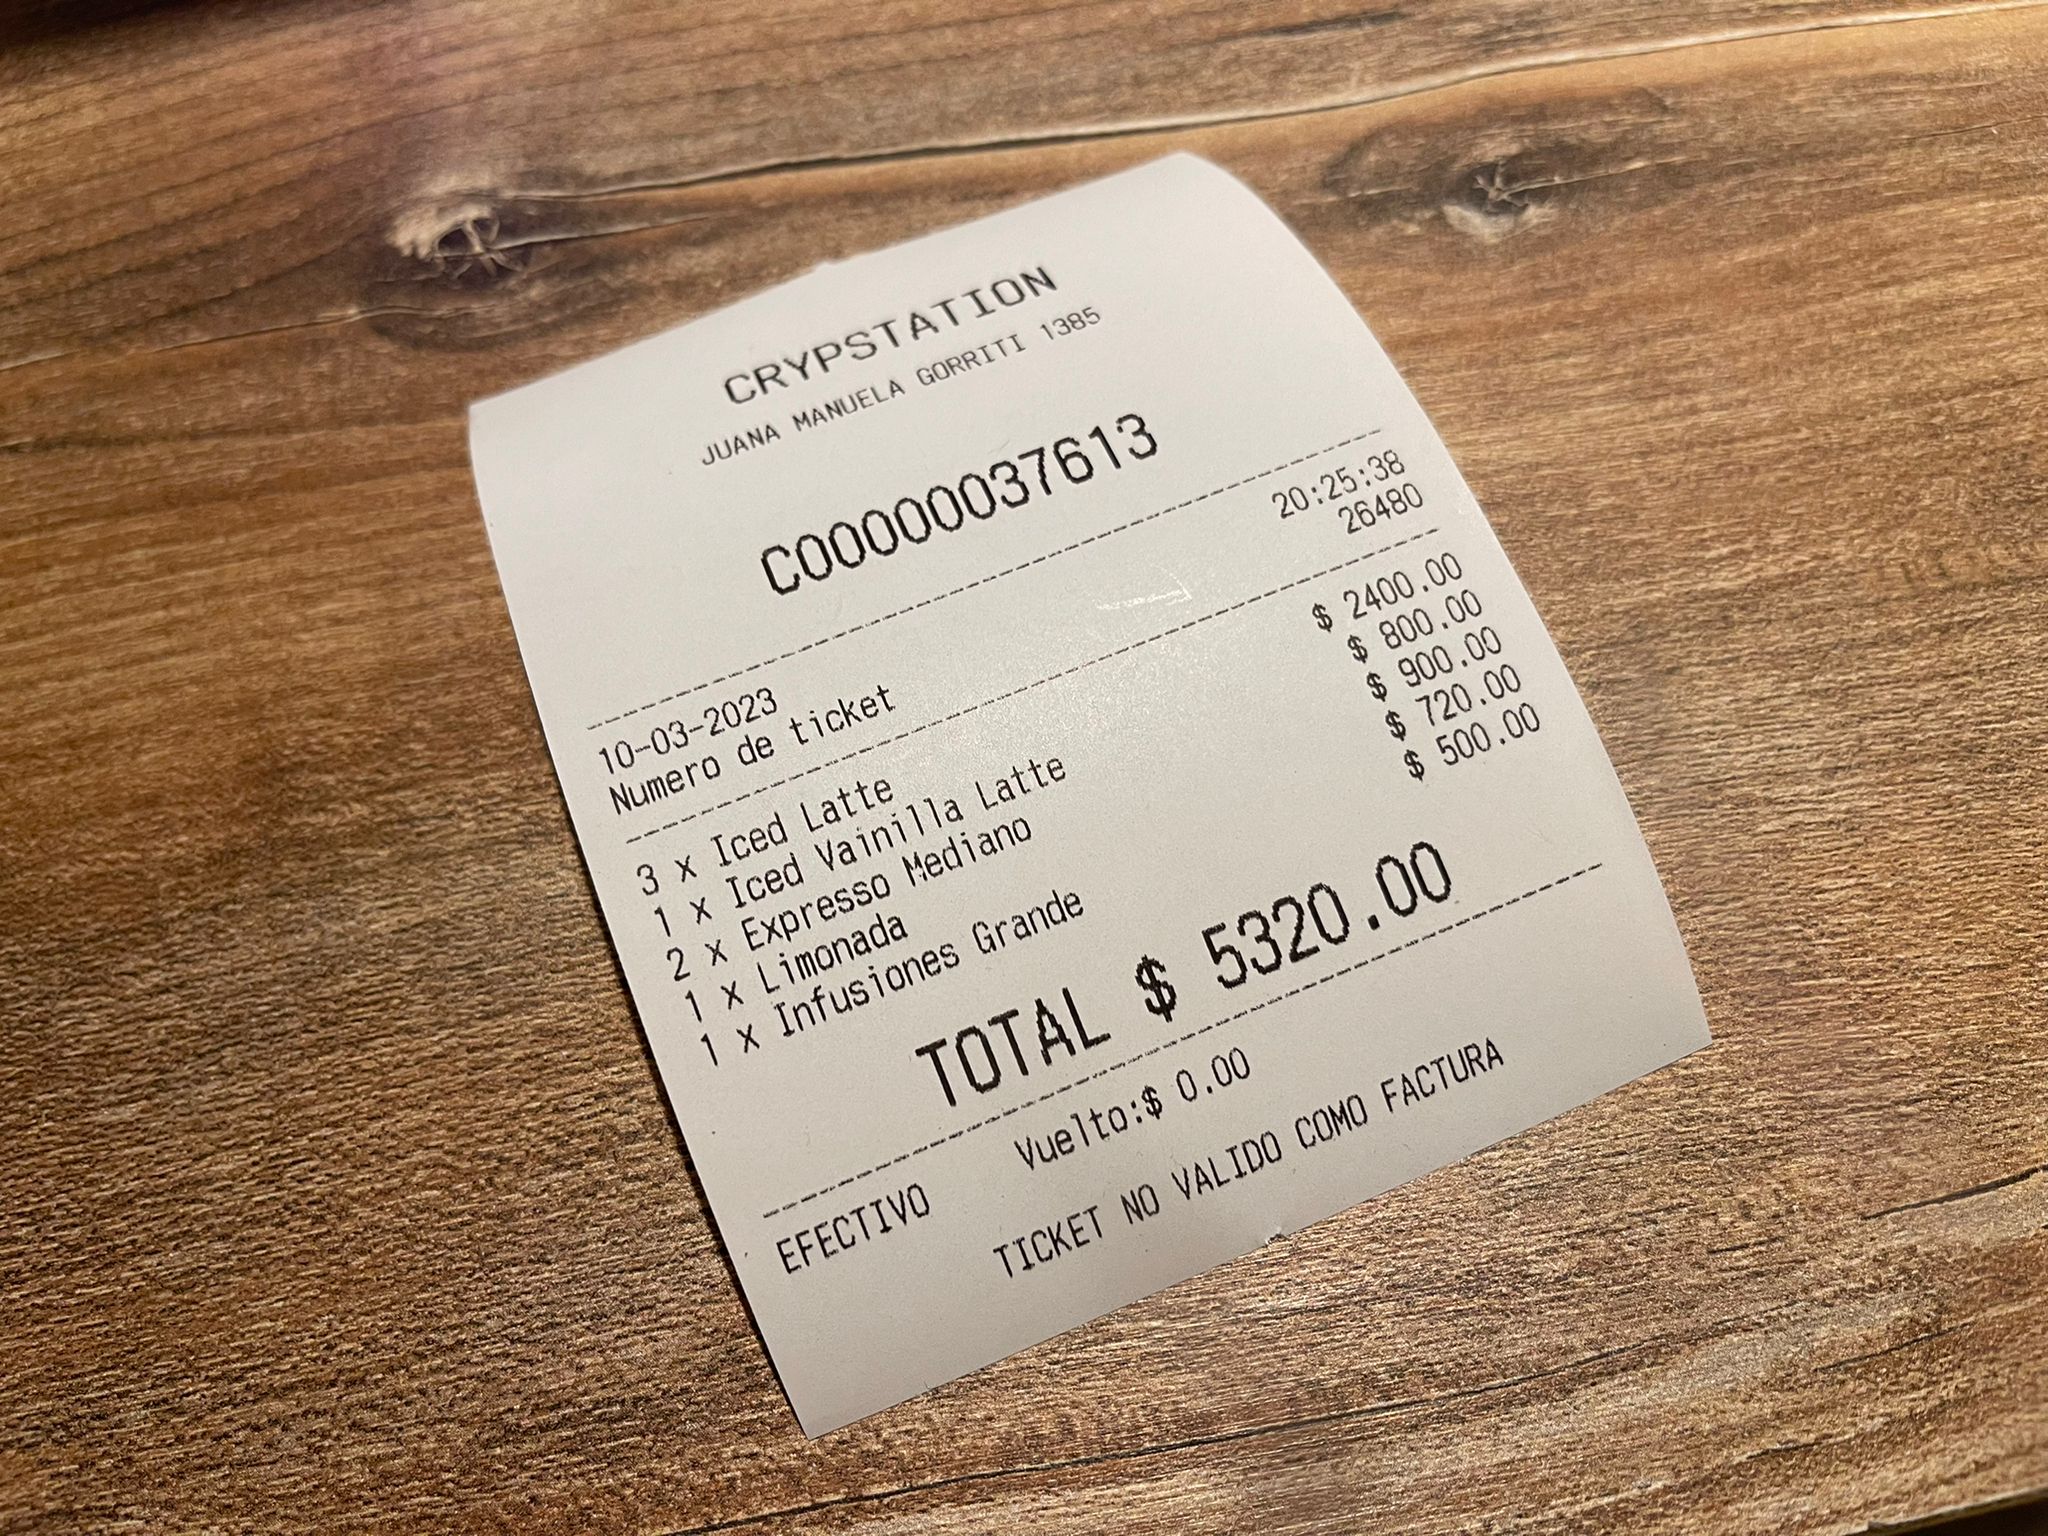 CRYPSTATION
JUANA MANUELA GORRITI 1385
C00000037613
10-03-2023 20:25:38
Numero de ticket 26480
3 x Iced Latte $ 2400.00
1 x Iced Vainilla Latte $ 800.00
2 x Expresso Mediano $ 900.00
1 x Limonada $ 720.00
1 x Infusiones Grande $ 500.00
TOTAL $ 5320.00
Vuelto:$ 0.00
EFECTIVO
TICKET NO VALIDO COMO FACTURA